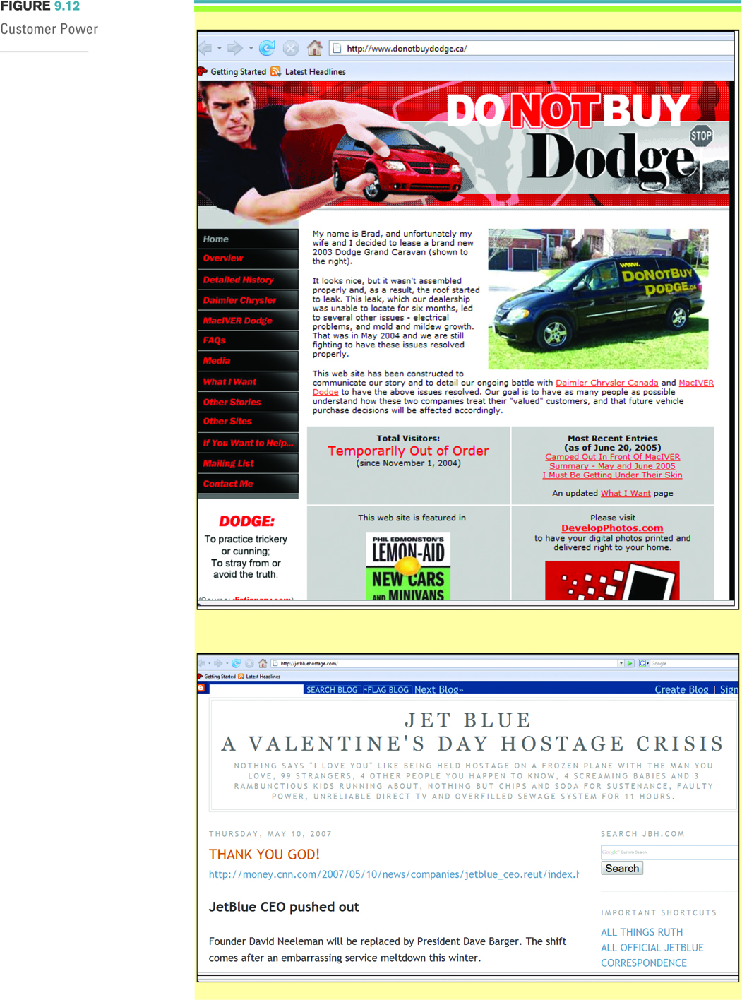 FIGURE 9.12
Customer Power
http://www.donotbuydodge.ca/
Getting Started Latest Headlines
DO NOT BUY
Dodge
STOP
Home
Overview
Detailed History
Daimler Chrysler
MacIVER Dodge
FAQs
Media
What I Want
Other Stories
Other Sites
If You Want to Help...
Mailing List
Contact Me
DODGE:
To practice trickery
or cunning;
To stray from or
avoid the truth.
(Source: dictionary.com)
My name is Brad, and unfortunately my
wife and I decided to lease a brand new
2003 Dodge Grand Caravan (shown to
the right).
It looks nice, but it wasn't assembled
properly and, as a result, the roof started
to leak. This leak, which our dealership
was unable to locate for six months, led
to several other issues - electrical
problems, and mold and mildew growth.
That was in May 2004 and we are still
fighting to have these issues resolved
properly.
www.
DONOTBUY
DODGE.ca
This web site has been constructed to
communicate our story and to detail our ongoing battle with Daimler Chrysler Canada and MacIVER
Dodge to have the above issues resolved. Our goal is to have as many people as possible
understand how these two companies treat their "valued" customers, and that future vehicle
purchase decisions will be affected accordingly.
Total Visitors:
Temporarily Out of Order
(since November 1, 2004)
Most Recent Entries
(as of June 20, 2005)
Camped Out In Front Of MacIVER
Summary - May and June 2005
I Must Be Getting Under Their Skin
An updated What I Want page
This web site is featured in
PHIL EDMONSTON'S
LEMON-AID
NEW CARS
AND MINIVANS
Please visit
DevelopPhotos.com
to have your digital photos printed and
delivered right to your home.
http://jetbluehostage.com/
Google
Getting Started Latest Headlines
SEARCH BLOG FLAG BLOG Next Blog»
Create Blog | Sign
JET BLUE
A VALENTINE'S DAY HOSTAGE CRISIS
NOTHING SAYS "I LOVE YOU" LIKE BEING HELD HOSTAGE ON A FROZEN PLANE WITH THE MAN YOU
LOVE, 99 STRANGERS, 4 OTHER PEOPLE YOU HAPPEN TO KNOW, 4 SCREAMING BABIES AND 3
RAMBUNCTIOUS KIDS RUNNING ABOUT, NOTHING BUT CHIPS AND SODA FOR SUSTENANCE, FAULTY
POWER, UNRELIABLE DIRECT TV AND OVERFILLED SEWAGE SYSTEM FOR 11 HOURS.
THURSDAY, MAY 10, 2007
THANK YOU GOD!
http://money.cnn.com/2007/05/10/news/companies/jetblue_ceo.reut/index.h
JetBlue CEO pushed out
Founder David Neeleman will be replaced by President Dave Barger. The shift
comes after an embarrassing service meltdown this winter.
SEARCH JBH.COM
Google™ Custom Search
Search
IMPORTANT SHORTCUTS
ALL THINGS RUTH
ALL OFFICIAL JETBLUE
CORRESPONDENCE